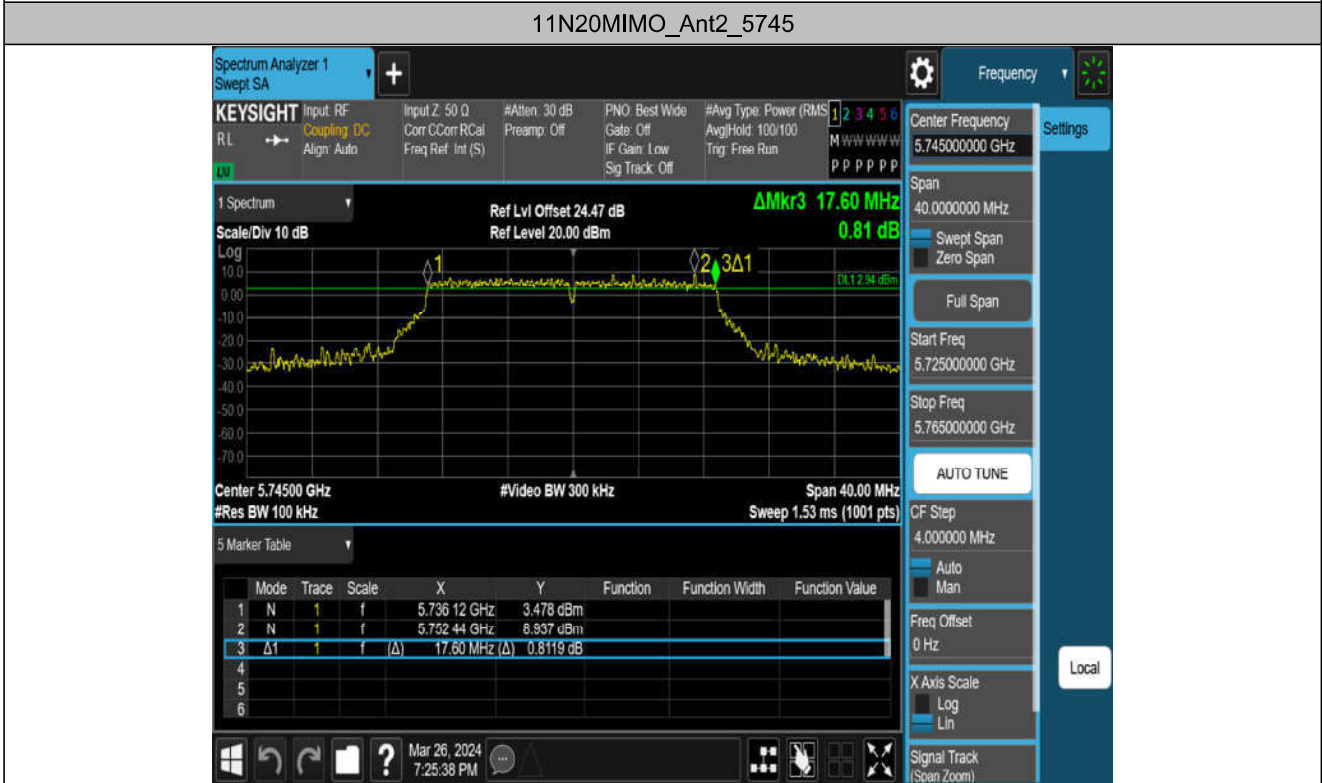 11N20MIMO_Ant2_5745
Spectrum Analyzer 1
Swept SA
Frequency
KEYSIGHT
RL
LXI
Input: RF
Coupling: DC
Align: Auto
Input Z: 50 Ω
Corr CCorr RCal
Freq Ref: Int (S)
#Atten: 30 dB
Preamp: Off
PNO: Best Wide
Gate: Off
IF Gain: Low
Sig Track: Off
#Avg Type: Power (RMS
Avg|Hold: 100/100
Trig: Free Run
1 2 3 4 5 6
M W W W W W
P P P P P P
1 Spectrum
Scale/Div 10 dB
Ref Lvl Offset 24.47 dB
Ref Level 20.00 dBm
ΔMkr3 17.60 MHz
0.81 dB
Log
10.0
0.00
-10.0
-20.0
-30.0
-40.0
-50.0
-60.0
-70.0
1
2
3Δ1
DL1 2.94 dBm
Center 5.74500 GHz
#Res BW 100 kHz
#Video BW 300 kHz
Span 40.00 MHz
Sweep 1.53 ms (1001 pts)
5 Marker Table
Mode Trace Scale X Y Function Function Width Function Value
1 N 1 f 5.736 12 GHz 3.478 dBm
2 N 1 f 5.752 44 GHz 8.937 dBm
3 Δ1 1 f (Δ) 17.60 MHz (Δ) 0.8119 dB
4
5
6
Mar 26, 2024
7:25:38 PM
Center Frequency
5.745000000 GHz
Settings
Span
40.0000000 MHz
Swept Span
Zero Span
Full Span
Start Freq
5.725000000 GHz
Stop Freq
5.765000000 GHz
AUTO TUNE
CF Step
4.000000 MHz
Auto
Man
Freq Offset
0 Hz
X Axis Scale
Log
Lin
Local
Signal Track
(Span Zoom)